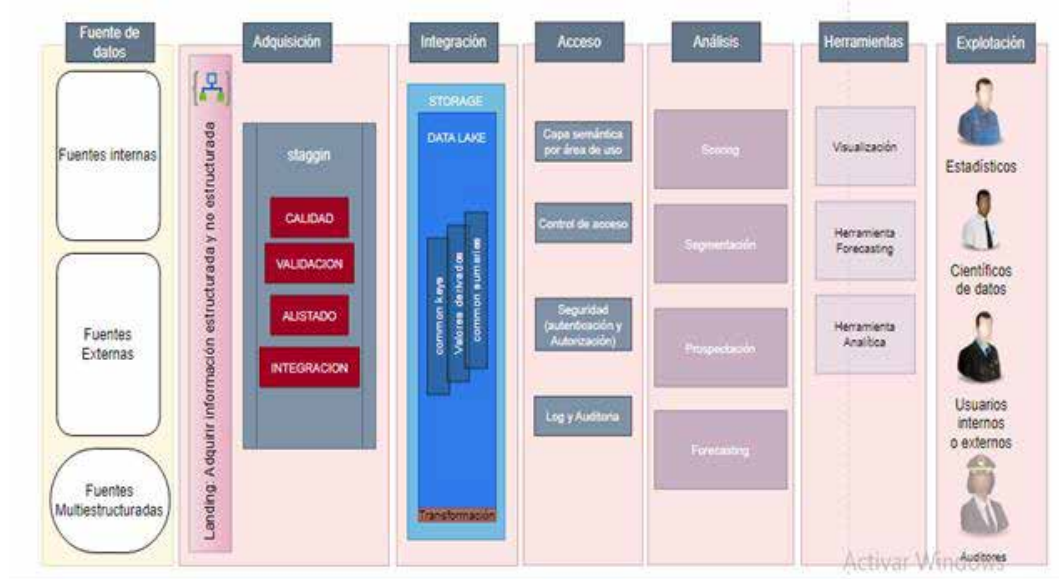 Fuente de
datos
Fuentes internas
Fuentes
Externas
Fuentes
Multiestructuradas
Adquisición
Landing: Adquirir información estructurada y no estructurada
staggin
CALIDAD
VALIDACION
ALISTADO
INTEGRACION
Integración
STORAGE
DATA LAKE
common keys
Valores derivados
common sumarias
Transformación
Acceso
Capa semántica
por área de uso
Control de acceso
Seguridad
(autenticación y
Autorización)
Log y Auditoria
Análisis
Scoring
Segmentación
Prospectación
Forecasting
Herramientas
Visualización
Herramienta
Forecasting
Herramienta
Analítica
Explotación
Estadísticos
Científicos
de datos
Usuarios
internos
o externos
Auditores
Activar Windows